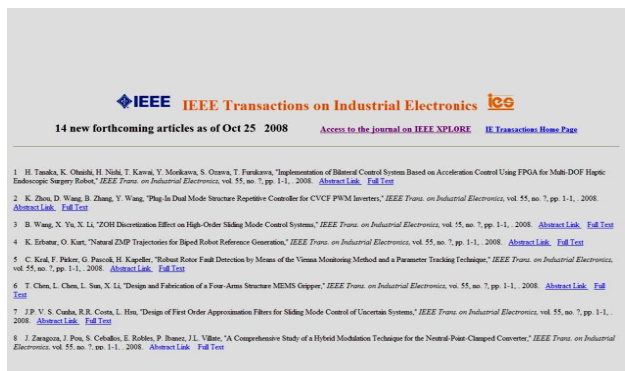 IEEE IEEE Transactions on Industrial Electronics ies
14 new forthcoming articles as of Oct 25 2008 Access to the journal on IEEE XPLORE IE Transactions Home Page
1 H. Tanaka, K. Ohnishi, H. Nishi, T. Kawai, Y. Morikawa, S. Ozawa, T. Furukawa, "Implementation of Bilateral Control System Based on Acceleration Control Using FPGA for Multi-DOF Haptic
Endoscopic Surgery Robot," IEEE Trans. on Industrial Electronics, vol. 55, no. ?, pp. 1-1, . 2008. Abstract Link Full Text
2 K. Zhou, D. Wang, B. Zhang, Y. Wang, "Plug-In Dual Mode Structure Repetitive Controller for CVCF PWM Inverters," IEEE Trans. on Industrial Electronics, vol. 55, no. ?, pp. 1-1, . 2008.
Abstract Link Full Text
3 B. Wang, X. Yu, X. Li, "ZOH Discretization Effect on High-Order Sliding Mode Control Systems," IEEE Trans. on Industrial Electronics, vol. 55, no. ?, pp. 1-1, . 2008. Abstract Link Full Text
4 K. Erbatur, O. Kurt, "Natural ZMP Trajectories for Biped Robot Reference Generation," IEEE Trans. on Industrial Electronics, vol. 55, no. ?, pp. 1-1, . 2008. Abstract Link Full Text
5 C. Kral, F. Pirker, G. Pascoli, H. Kapeller, "Robust Rotor Fault Detection by Means of the Vienna Monitoring Method and a Parameter Tracking Technique," IEEE Trans. on Industrial Electronics,
vol. 55, no. ?, pp. 1-1, . 2008. Abstract Link Full Text
6 T. Chen, L. Chen, L. Sun, X. Li, "Design and Fabrication of a Four-Arms Structure MEMS Gripper," IEEE Trans. on Industrial Electronics, vol. 55, no. ?, pp. 1-1, . 2008. Abstract Link Full
Text
7 J.P. V. S. Cunha, R.R. Costa, L. Hsu, "Design of First Order Approximation Filters for Sliding Mode Control of Uncertain Systems," IEEE Trans. on Industrial Electronics, vol. 55, no. ?, pp. 1-1, .
2008. Abstract Link Full Text
8 J. Zaragoza, J. Pou, S. Ceballos, E. Robles, P. Ibanez, J.L. Villate, "A Comprehensive Study of a Hybrid Modulation Technique for the Neutral-Point-Clamped Converter," IEEE Trans. on Industrial
Electronics, vol. 55, no. ?, pp. 1-1, . 2008. Abstract Link Full Text